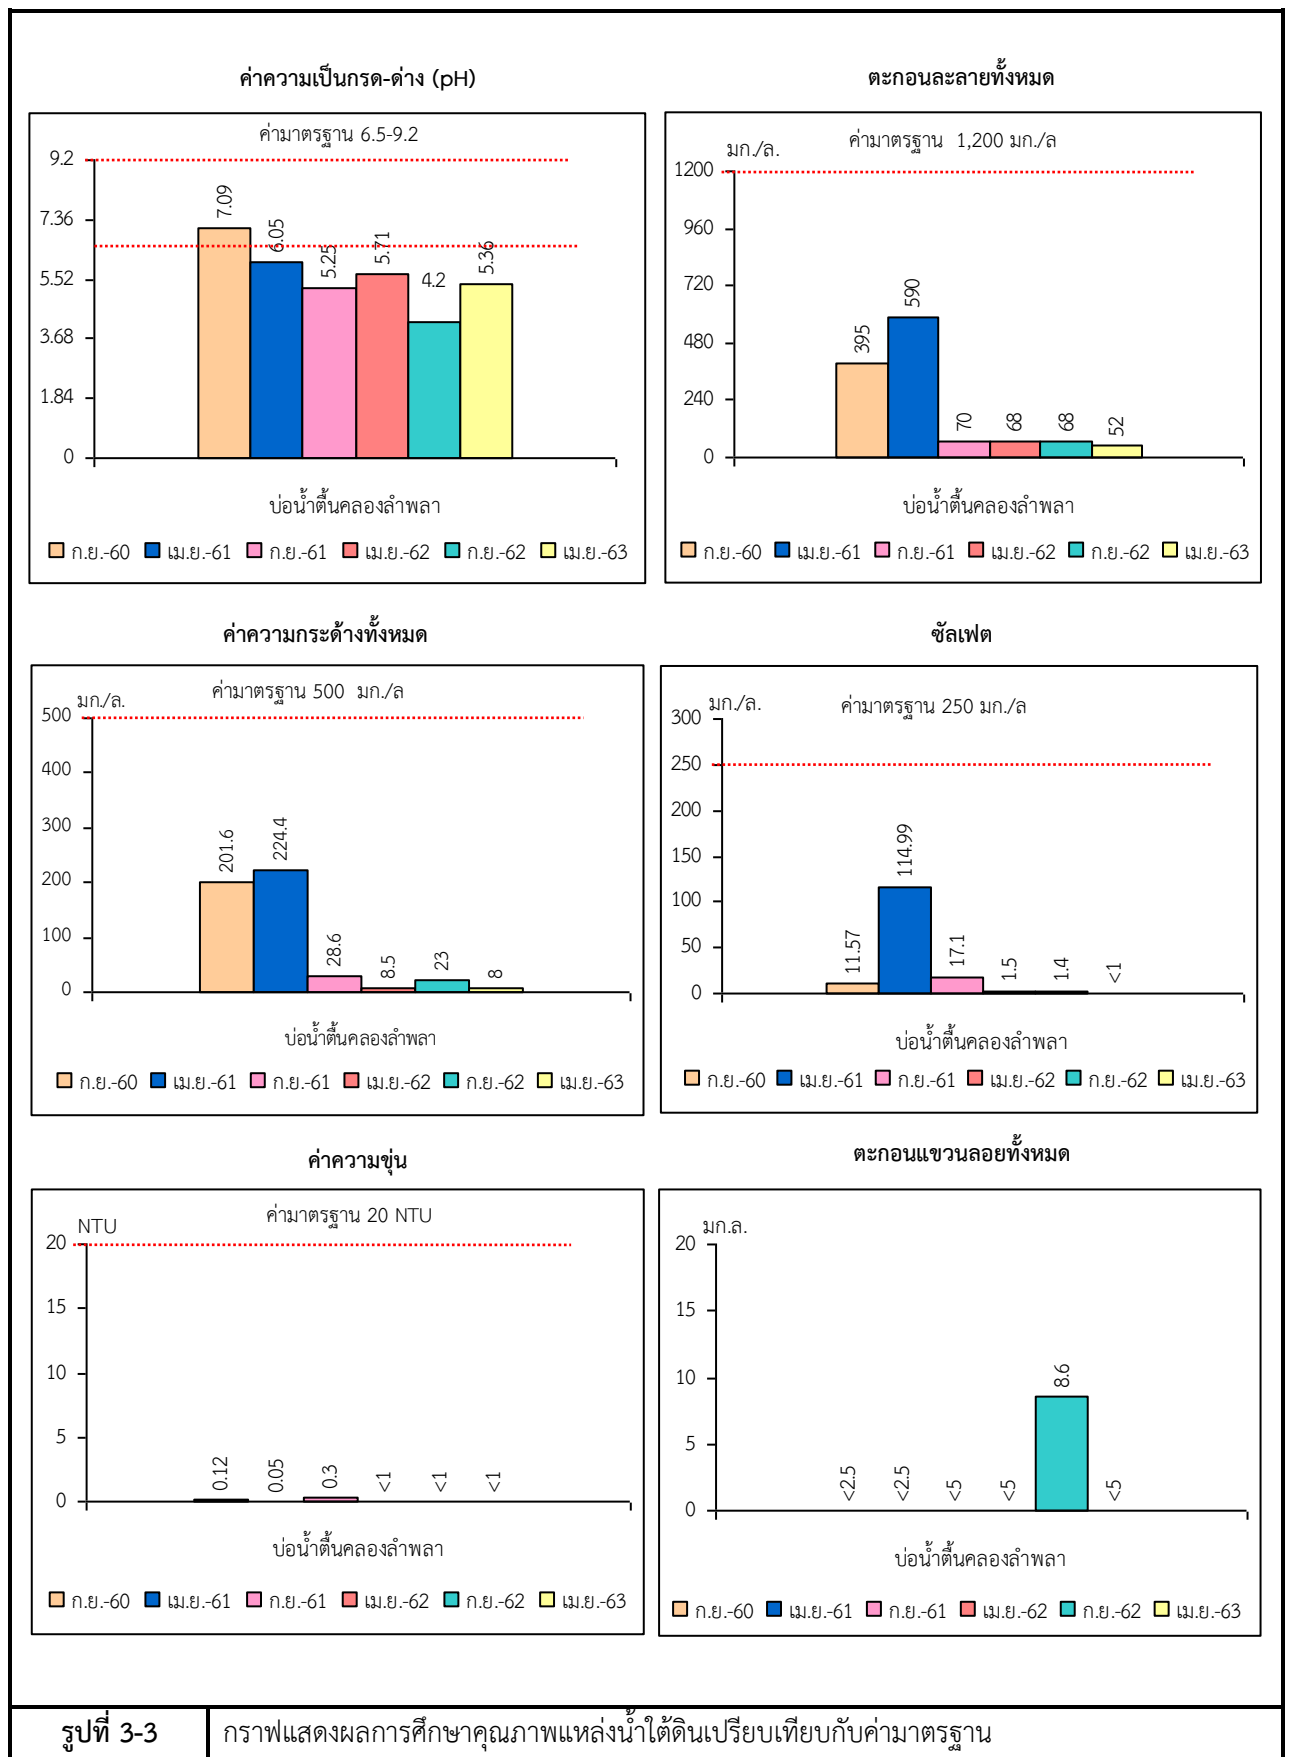 ค่าความเป็นกรด-ด่าง (pH)
ค่ามาตรฐาน 6.5-9.2
9.2
7.36
5.52
3.68
1.84
0
7.09
6.05
5.25
5.71
4.2
5.36
บ่อน้ำตื้นคลองลำพลา
ก.ย.-60 เม.ย.-61 ก.ย.-61 เม.ย.-62 ก.ย.-62 เม.ย.-63
ตะกอนละลายทั้งหมด
มก./ล. ค่ามาตรฐาน 1,200 มก./ล
1200
960
720
480
240
0
395
590
70
68
68
52
บ่อน้ำตื้นคลองลำพลา
ก.ย.-60 เม.ย.-61 ก.ย.-61 เม.ย.-62 ก.ย.-62 เม.ย.-63
ค่าความกระด้างทั้งหมด
มก./ล. ค่ามาตรฐาน 500 มก./ล
500
400
300
200
100
0
201.6
224.4
28.6
8.5
23
8
บ่อน้ำตื้นคลองลำพลา
ก.ย.-60 เม.ย.-61 ก.ย.-61 เม.ย.-62 ก.ย.-62 เม.ย.-63
ซัลเฟต
มก./ล. ค่ามาตรฐาน 250 มก./ล
300
250
200
150
100
50
0
11.57
114.99
17.1
1.5
1.4
<1
บ่อน้ำตื้นคลองลำพลา
ก.ย.-60 เม.ย.-61 ก.ย.-61 เม.ย.-62 ก.ย.-62 เม.ย.-63
ค่าความขุ่น
NTU ค่ามาตรฐาน 20 NTU
20
15
10
5
0
0.12
0.05
0.3
<1
<1
<1
บ่อน้ำตื้นคลองลำพลา
ก.ย.-60 เม.ย.-61 ก.ย.-61 เม.ย.-62 ก.ย.-62 เม.ย.-63
ตะกอนแขวนลอยทั้งหมด
มก.ล.
20
15
10
5
0
<2.5
<2.5
<5
<5
8.6
<5
บ่อน้ำตื้นคลองลำพลา
ก.ย.-60 เม.ย.-61 ก.ย.-61 เม.ย.-62 ก.ย.-62 เม.ย.-63
รูปที่ 3-3 กราฟแสดงผลการศึกษาคุณภาพแหล่งน้ำใต้ดินเปรียบเทียบกับค่ามาตรฐาน